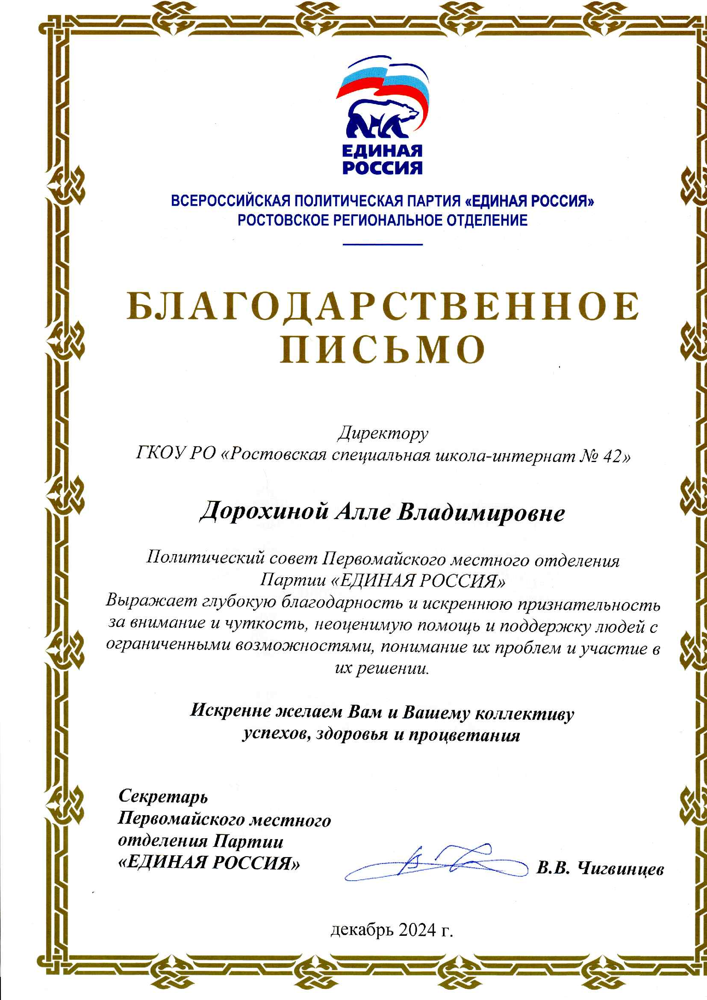 ЕДИНАЯ
РОССИЯ
ВСЕРОССИЙСКАЯ ПОЛИТИЧЕСКАЯ ПАРТИЯ «ЕДИНАЯ РОССИЯ»
РОСТОВСКОЕ РЕГИОНАЛЬНОЕ ОТДЕЛЕНИЕ
БЛАГОДАРСТВЕННОЕ
ПИСЬМО
Директору
ГКОУ РО «Ростовская специальная школа-интернат № 42»
Дорохиной Алле Владимировне
Политический совет Первомайского местного отделения
Партии «ЕДИНАЯ РОССИЯ»
Выражает глубокую благодарность и искреннюю признательность
за внимание и чуткость, неоценимую помощь и поддержку людей с
ограниченными возможностями, понимание их проблем и участие в
их решении.
Искренне желаем Вам и Вашему коллективу
успехов, здоровья и процветания
Секретарь
Первомайского местного
отделения Партии
«ЕДИНАЯ РОССИЯ»
В.В. Чигвинцев
декабрь 2024 г.